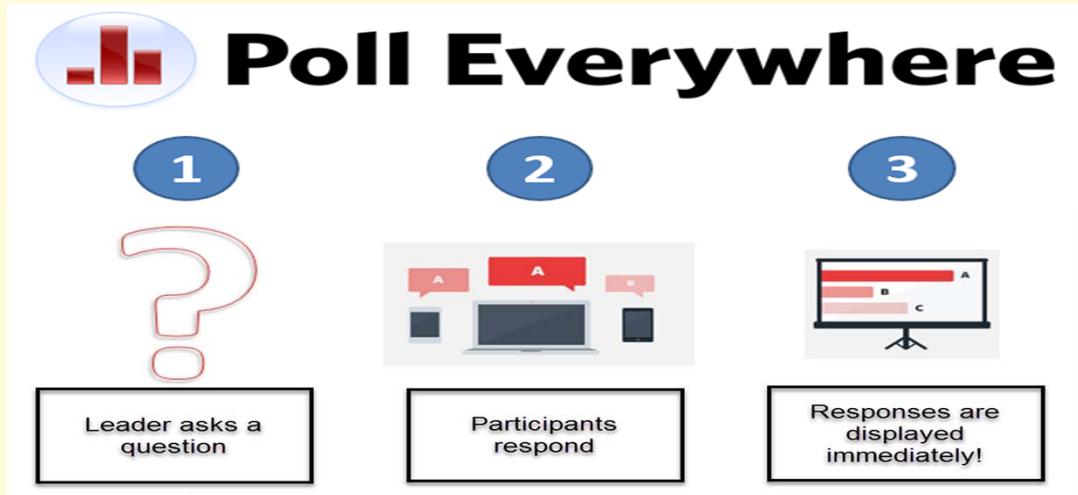 Poll Everywhere
1
2
3
A
A
B
A
B
C
Leader asks a
question
Participants
respond
Responses are
displayed
immediately!